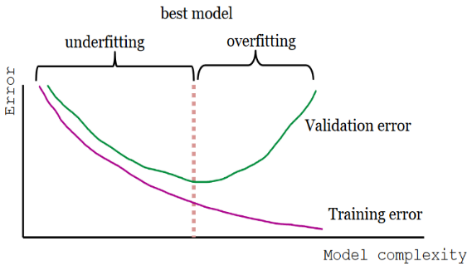 best model
underfitting
overfitting
Error
Validation error
Training error
Model complexity